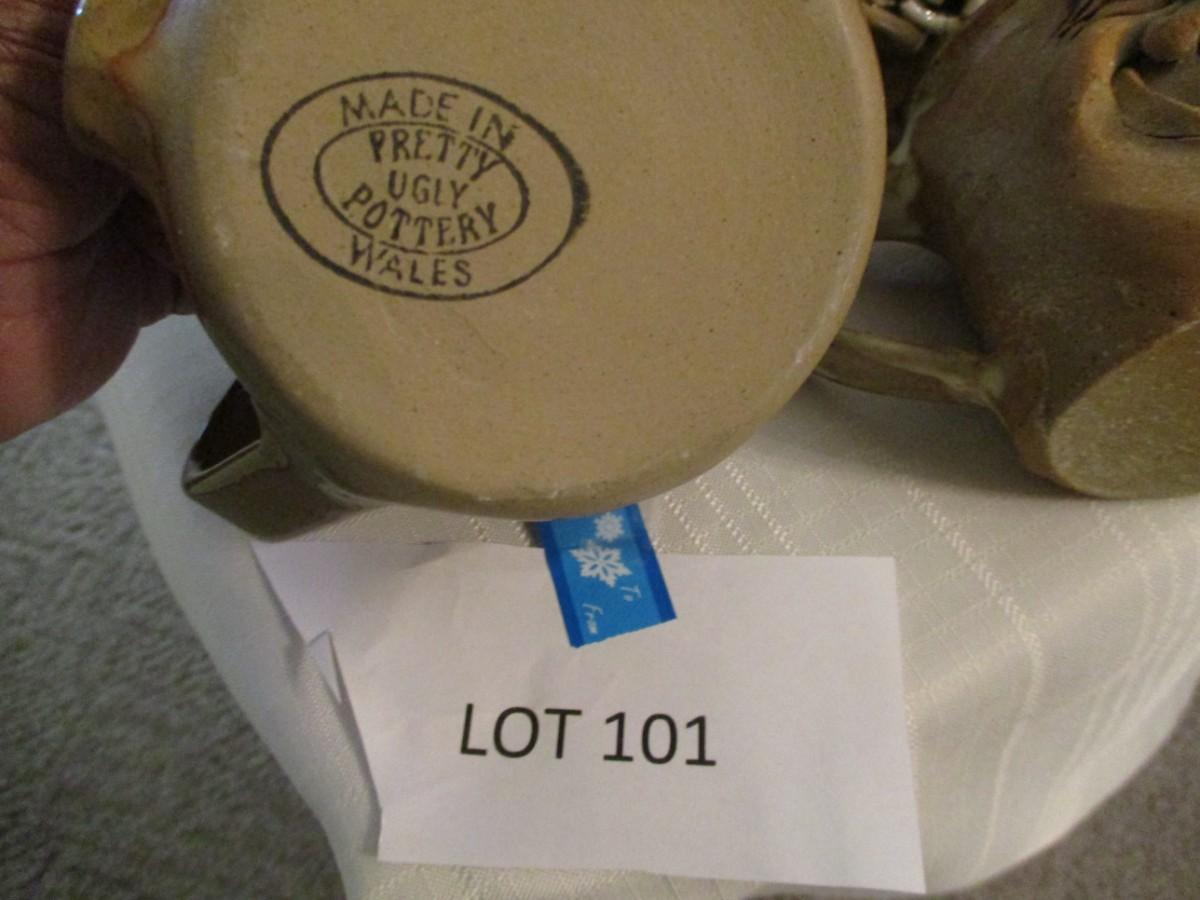 MADE IN
PRETTY
UGLY
POTTERY
WALES
To
From
LOT 101